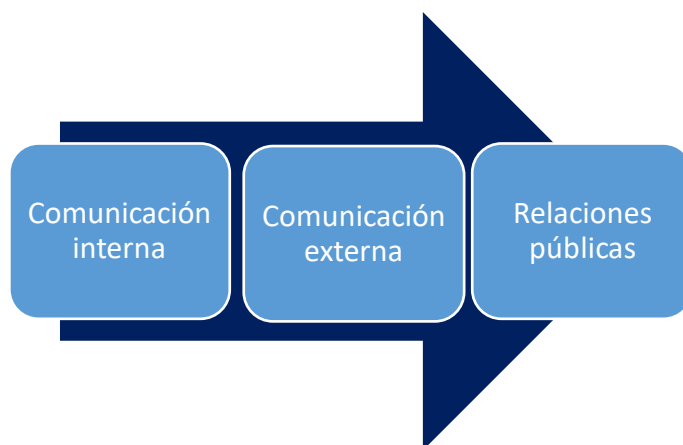 Comunicación
interna
Comunicación
externa
Relaciones
públicas